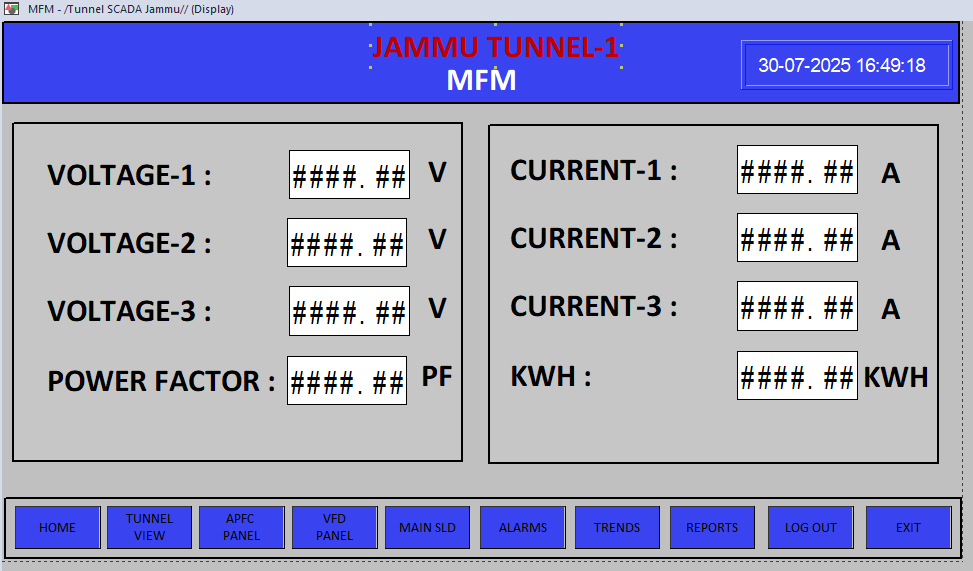 MFM - /Tunnel SCADA Jammu// (Display)
JAMMU TUNNEL-1
MFM
30-07-2025 16:49:18
VOLTAGE-1 : ####. ## V
VOLTAGE-2 : ####. ## V
VOLTAGE-3 : ####. ## V
POWER FACTOR : ####. ## PF
CURRENT-1 : ####. ## A
CURRENT-2 : ####. ## A
CURRENT-3 : ####. ## A
KWH : ####. ## KWH
HOME
TUNNEL
VIEW
APFC
PANEL
VFD
PANEL
MAIN SLD
ALARMS
TRENDS
REPORTS
LOG OUT
EXIT